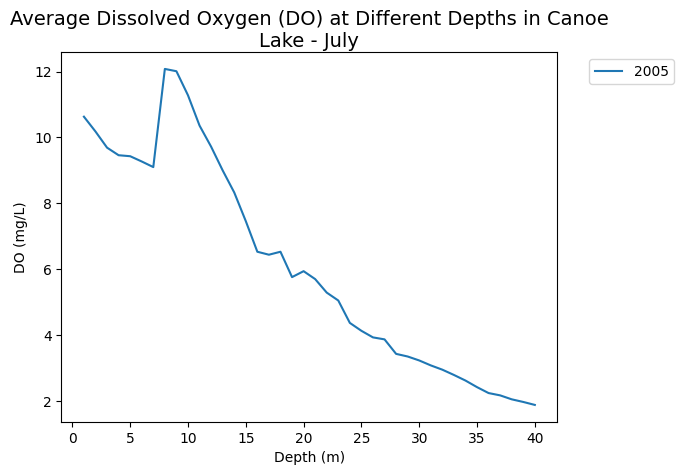 Average Dissolved Oxygen (DO) at Different Depths in Canoe
Lake - July
2005
12
10
8
6
4
2
DO (mg/L)
0 5 10 15 20 25 30 35 40
Depth (m)